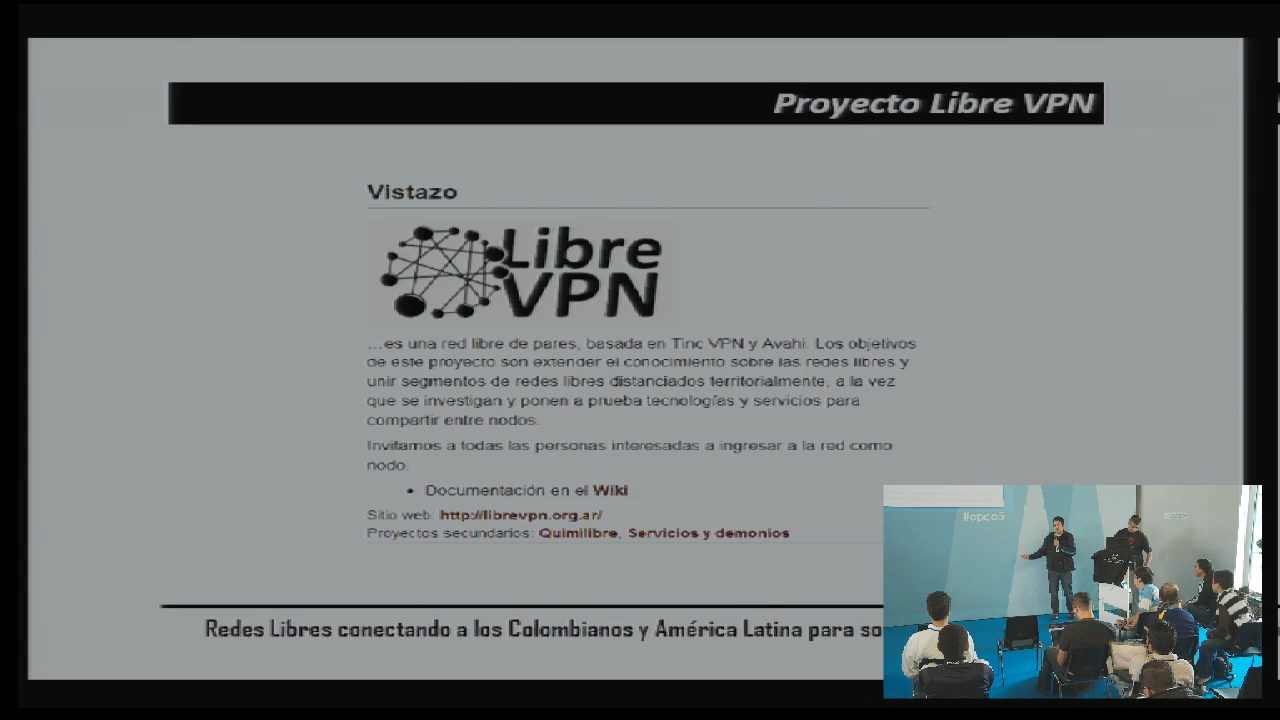 Proyecto Libre VPN
Vistazo
Libre
VPN
...es una red libre de pares, basada en Tinc VPN y Avahi. Los objetivos
de este proyecto son extender el conocimiento sobre las redes libres y
unir segmentos de redes libres distanciados territorialmente, a la vez
que se investigan y ponen a prueba tecnologías y servicios para
compartir entre nodos.
Invitamos a todas las personas interesadas a ingresar a la red como
nodo.
• Documentación en el Wiki
Sitio web: http://librevpn.org.ar/
Proyectos secundarios: Quimilibre, Servicios y demonios
Redes Libres conectando a los Colombianos y América Latina para so